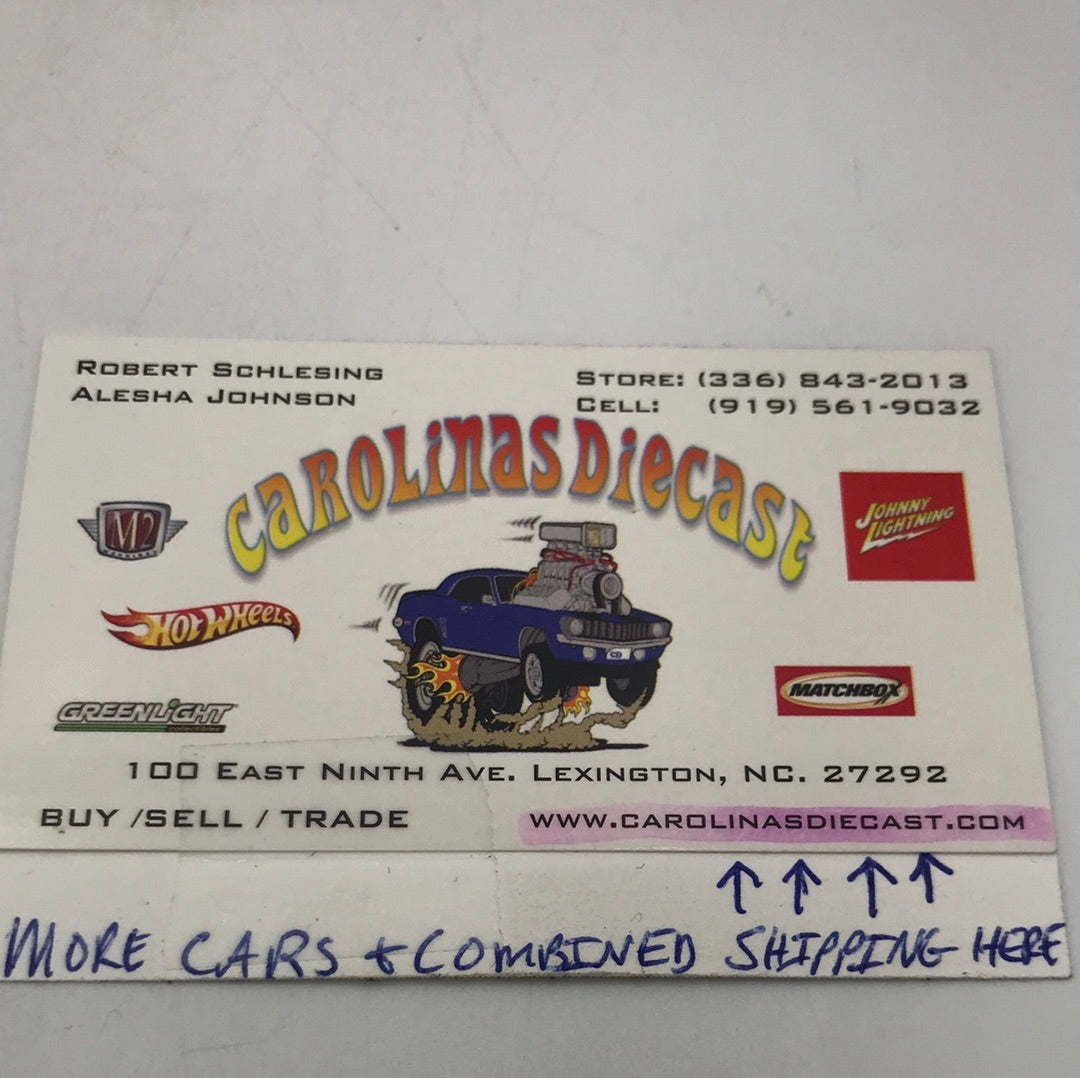 ROBERT SCHLESING
ALESHA JOHNSON
STORE: (336) 843-2013
CELL: (919) 561-9032
CAROLINAS DIECAST
M2
JOHNNY
LIGHTNING
HOT WHEELS
MATCHBOX
GREENLIGHT
CD
100 EAST NINTH AVE. LEXINGTON, NC. 27292
BUY /SELL / TRADE
WWW.CAROLINASDIECAST.COM
MORE CARS + COMBINED SHIPPING HERE